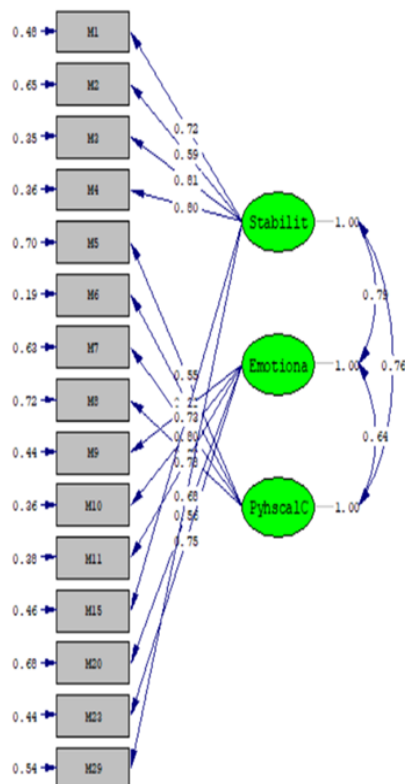 0.48 M1
0.65 M2
0.35 M3
0.36 M4
0.70 M5
0.19 M6
0.63 M7
0.72 M8
0.44 M9
0.36 M10
M11
0.46 M15
0.68 M20
0.44 M23
0.54 M29
0.72
0.59
0.81
0.80
0.55
0.73
0.80
0.68
0.56
0.75
Stabilit 1.00
Emotiona 1.00
PyhscalC 1.00
0.76
0.64